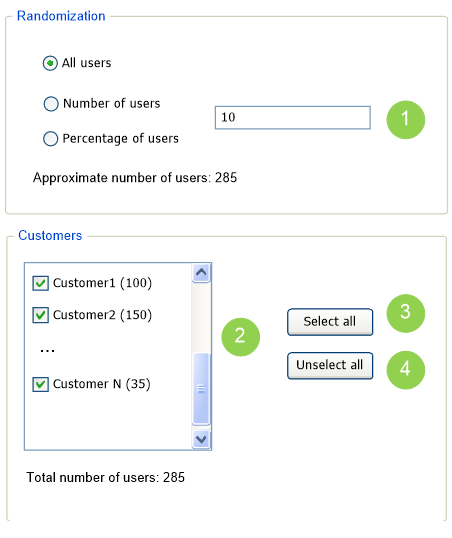 Randomization
All users
Number of users
10
1
Percentage of users
Approximate number of users: 285
Customers
Customer1 (100)
Customer2 (150)
...
Customer N (35)
2
Select all
3
Unselect all
4
Total number of users: 285